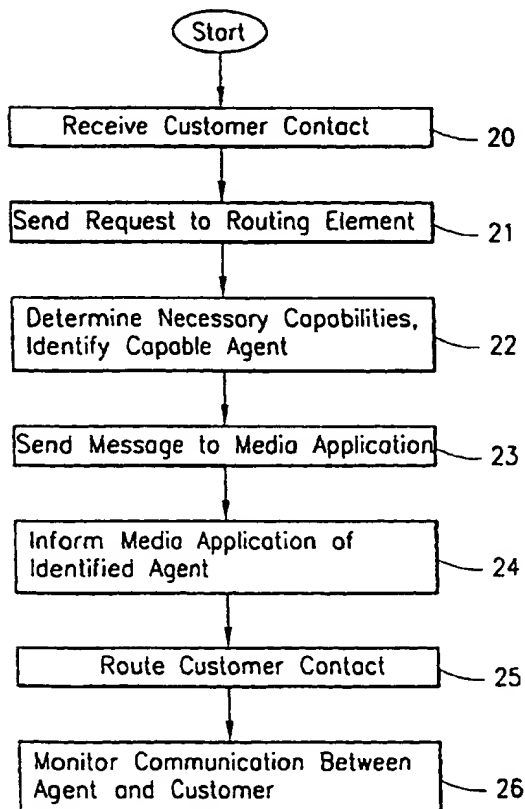 Start
Receive Customer Contact
20
Send Request to Routing Element
21
Determine Necessary Capabilities,
Identify Capable Agent
22
Send Message to Media Application
23
Inform Media Application of
Identified Agent
24
Route Customer Contact
25
Monitor Communication Between
Agent and Customer
26